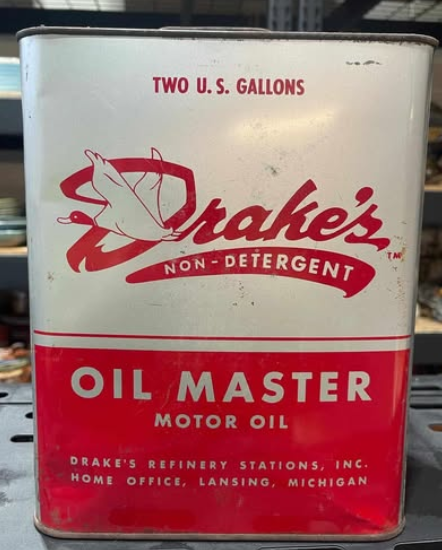 TWO U.S. GALLONS
Drake's
NON-DETERGENT
TM
OIL MASTER
MOTOR OIL
DRAKE'S REFINERY STATIONS, INC.
HOME OFFICE, LANSING, MICHIGAN